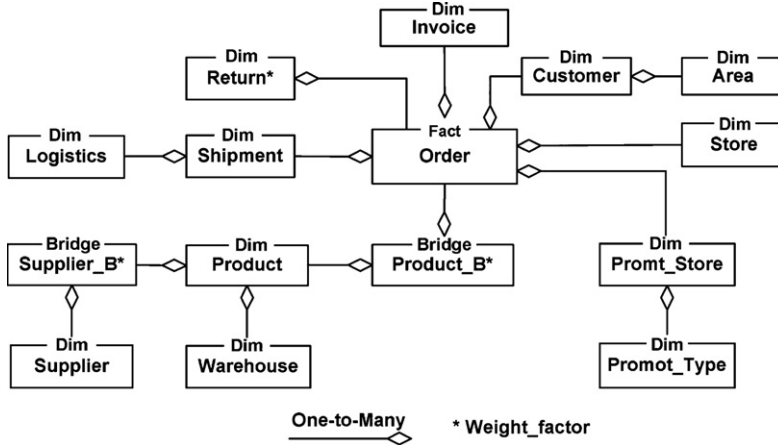 Dim
Invoice
Dim
Return*
Dim
Customer
Dim
Area
Fact
Order
Dim
Store
Dim
Logistics
Dim
Shipment
Bridge
Supplier_B*
Dim
Product
Bridge
Product_B*
Dim
Promt_Store
Dim
Supplier
Dim
Warehouse
Dim
Promot_Type
One-to-Many
* Weight_factor